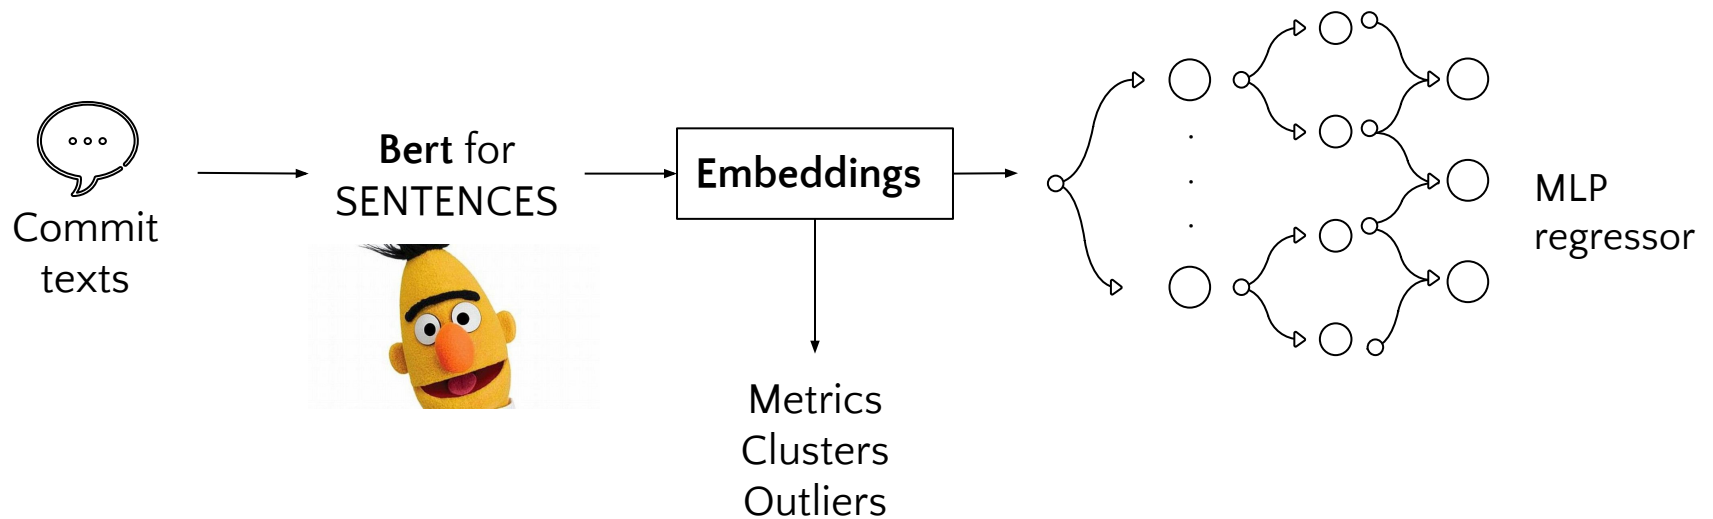 Commit
texts
Bert for
SENTENCES
Embeddings
Metrics
Clusters
Outliers
MLP
regressor